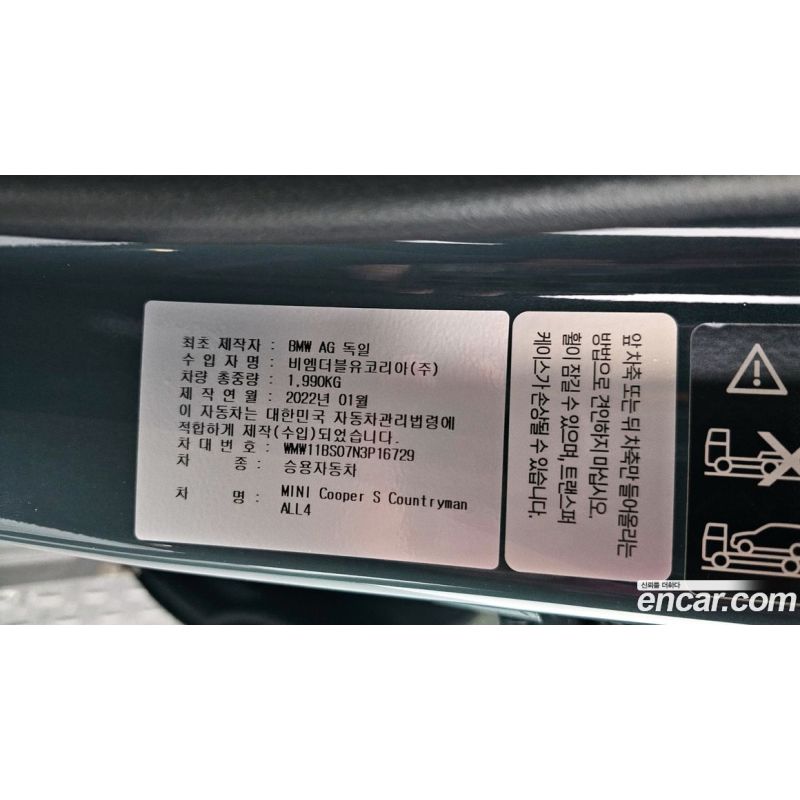 최초 제작자 : BMW AG 독일
수 입 자 명 : 비엠더블유코리아(주)
차량 총중량 : 1,990KG
제 작 연 월 : 2022년 01월
이 자동차는 대한민국 자동차관리법령에
적합하게 제작(수입)되었습니다.
차 대 번 호 : WMW11BS07N3P16729
차 종 : 승용자동차
차 명 : MINI Cooper S Countryman
ALL4
앞 차축 또는 뒤 차축만 들어올리는
방법으로 견인하지 마십시오.
휠이 잠길 수 있으며, 트랜스퍼
케이스가 손상될 수 있습니다.
신뢰를 더하다
encar.com